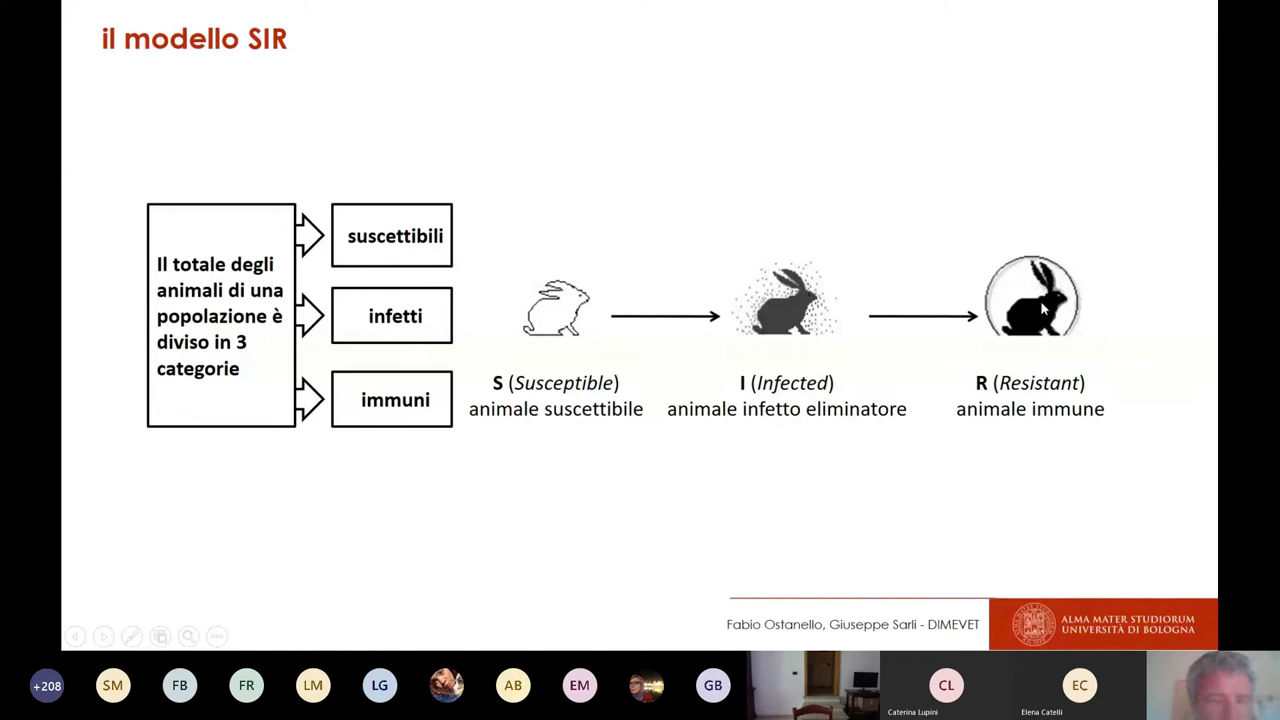 il modello SIR
Il totale degli
animali di una
popolazione è
diviso in 3
categorie
suscettibili
infetti
immuni
S (Susceptible)
animale suscettibile
I (Infected)
animale infetto eliminatore
R (Resistant)
animale immune
Fabio Ostanello, Giuseppe Sarli - DIMEVET
ALMA MATER STUDIORUM
UNIVERSITÀ DI BOLOGNA
+208
SM
FB
FR
LM
LG
AB
EM
GB
CL
Caterina Lupini
EC
Elena Catelli